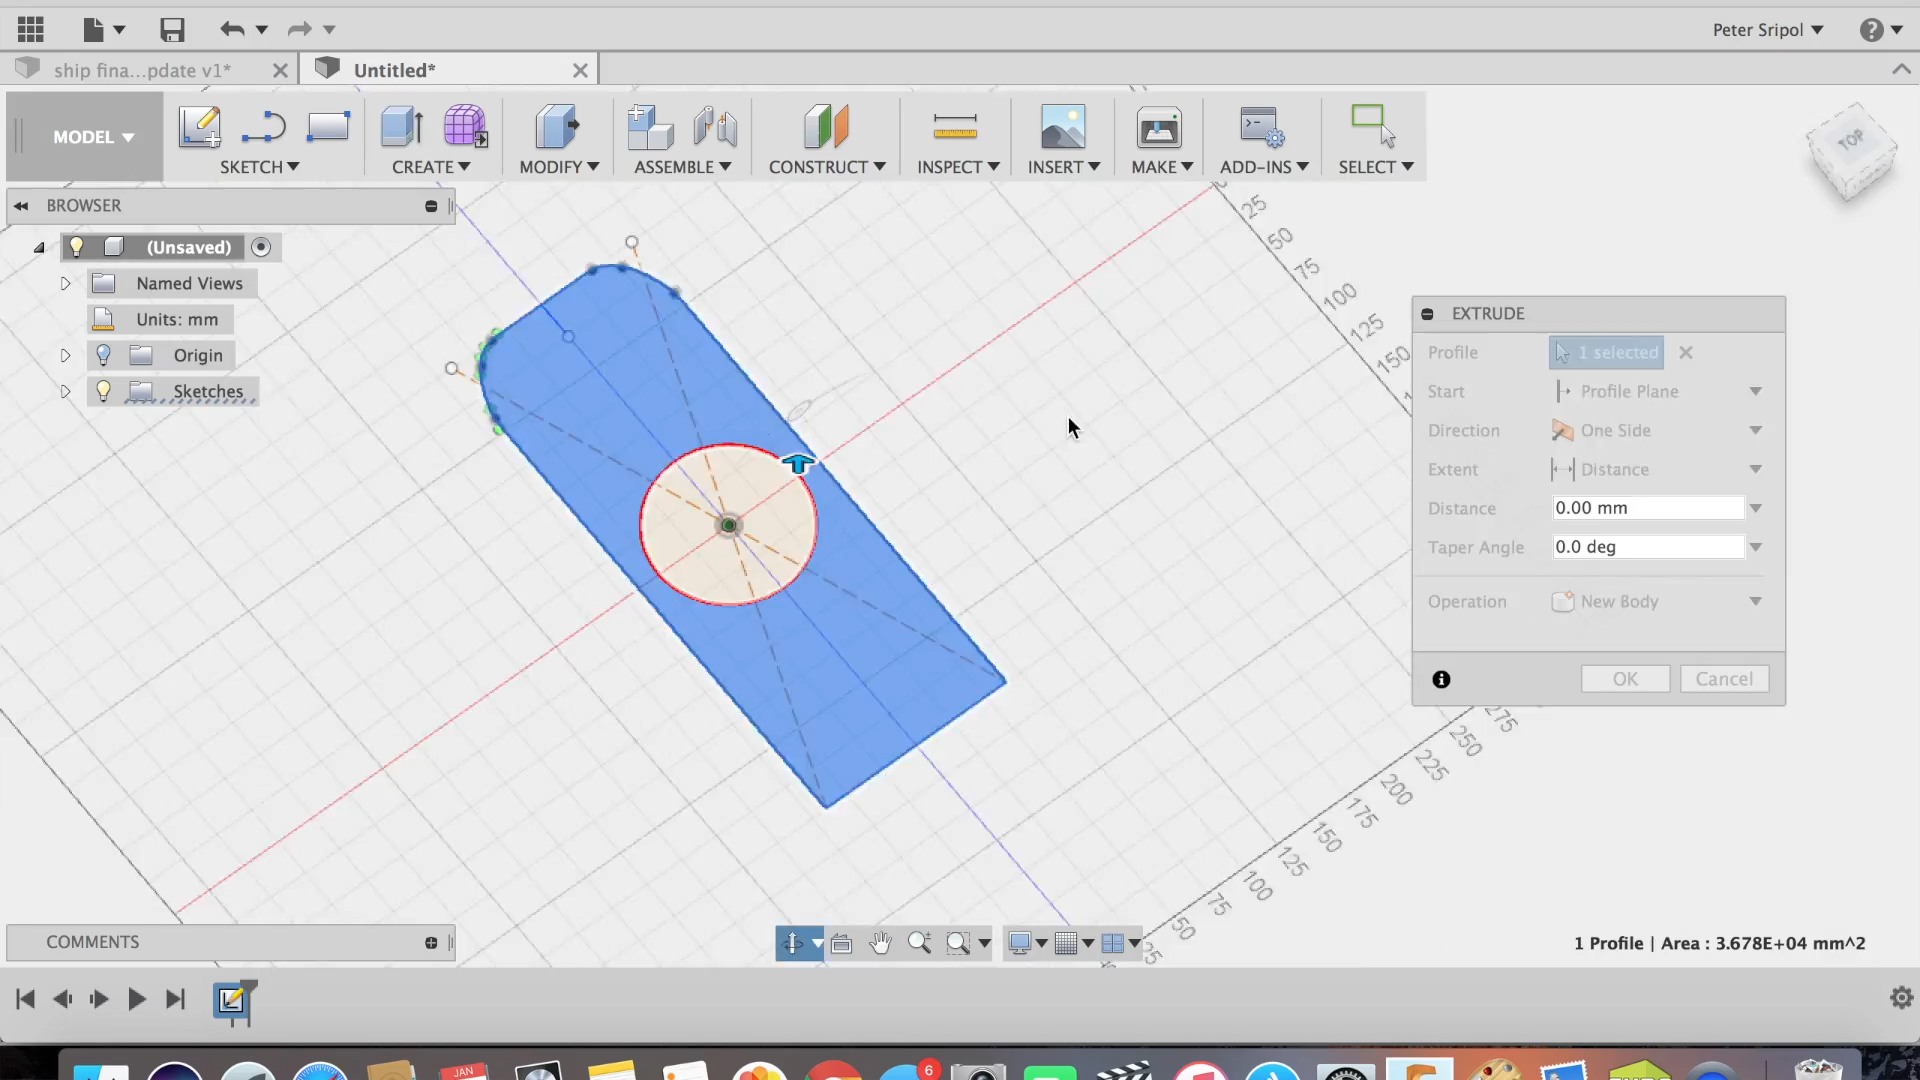 Peter Sripol
?
ship fina...pdate v1*
Untitled*
MODEL
SKETCH
CREATE
MODIFY
ASSEMBLE
CONSTRUCT
INSPECT
INSERT
MAKE
ADD-INS
SELECT
TOP
BROWSER
(Unsaved)
Named Views
Units: mm
Origin
Sketches
25
50
75
100
125
150
EXTRUDE
Profile 1 selected
Start Profile Plane
Direction One Side
Extent Distance
Distance 0.00 mm
Taper Angle 0.0 deg
Operation New Body
OK Cancel
275
250
225
200
175
150
125
100
75
50
25
COMMENTS
1 Profile | Area : 3.678E+04 mm^2
JAN
6